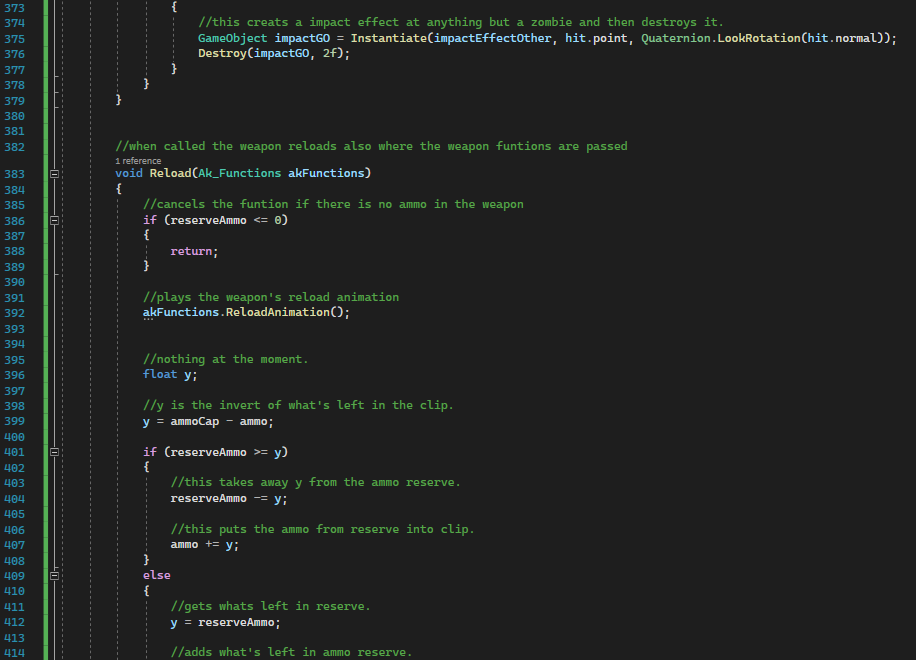 373 {
374 //this creats a impact effect at anything but a zombie and then destroys it.
375 GameObject impactGO = Instantiate(impactEffectOther, hit.point, Quaternion.LookRotation(hit.normal));
376 Destroy(impactGO, 2f);
377 }
378 }
379 }
380
381
382 //when called the weapon reloads also where the weapon funtions are passed
1 reference
383 void Reload(Ak_Functions akFunctions)
384 {
385 //cancels the funtion if there is no ammo in the weapon
386 if (reserveAmmo <= 0)
387 {
388 return;
389 }
390
391 //plays the weapon's reload animation
392 akFunctions.ReloadAnimation();
393
394
395 //nothing at the moment.
396 float y;
397
398 //y is the invert of what's left in the clip.
399 y = ammoCap - ammo;
400
401 if (reserveAmmo >= y)
402 {
403 //this takes away y from the ammo reserve.
404 reserveAmmo -= y;
405
406 //this puts the ammo from reserve into clip.
407 ammo += y;
408 }
409 else
410 {
411 //gets whats left in reserve.
412 y = reserveAmmo;
413
414 //adds what's left in ammo reserve.